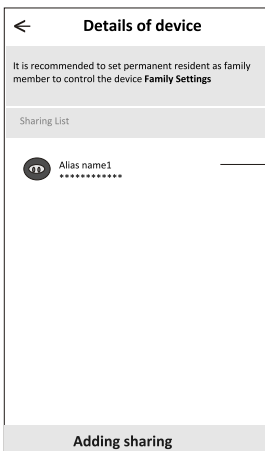 Details of device
It is recommended to set permanent resident as family
member to control the device Family Settings
Sharing List
Alias name1
************
Adding sharing